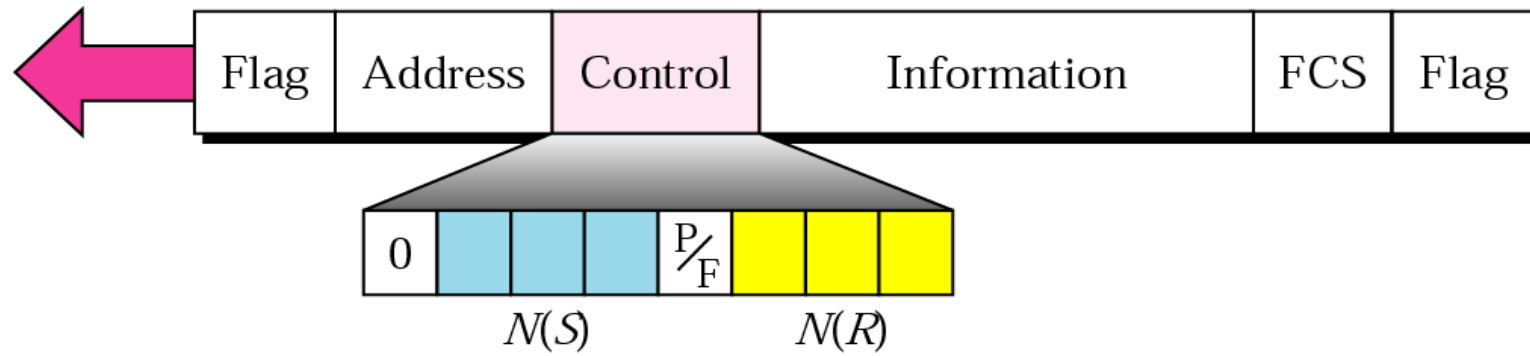 Flag Address Control Information FCS Flag
0 P/F
N(S) N(R)